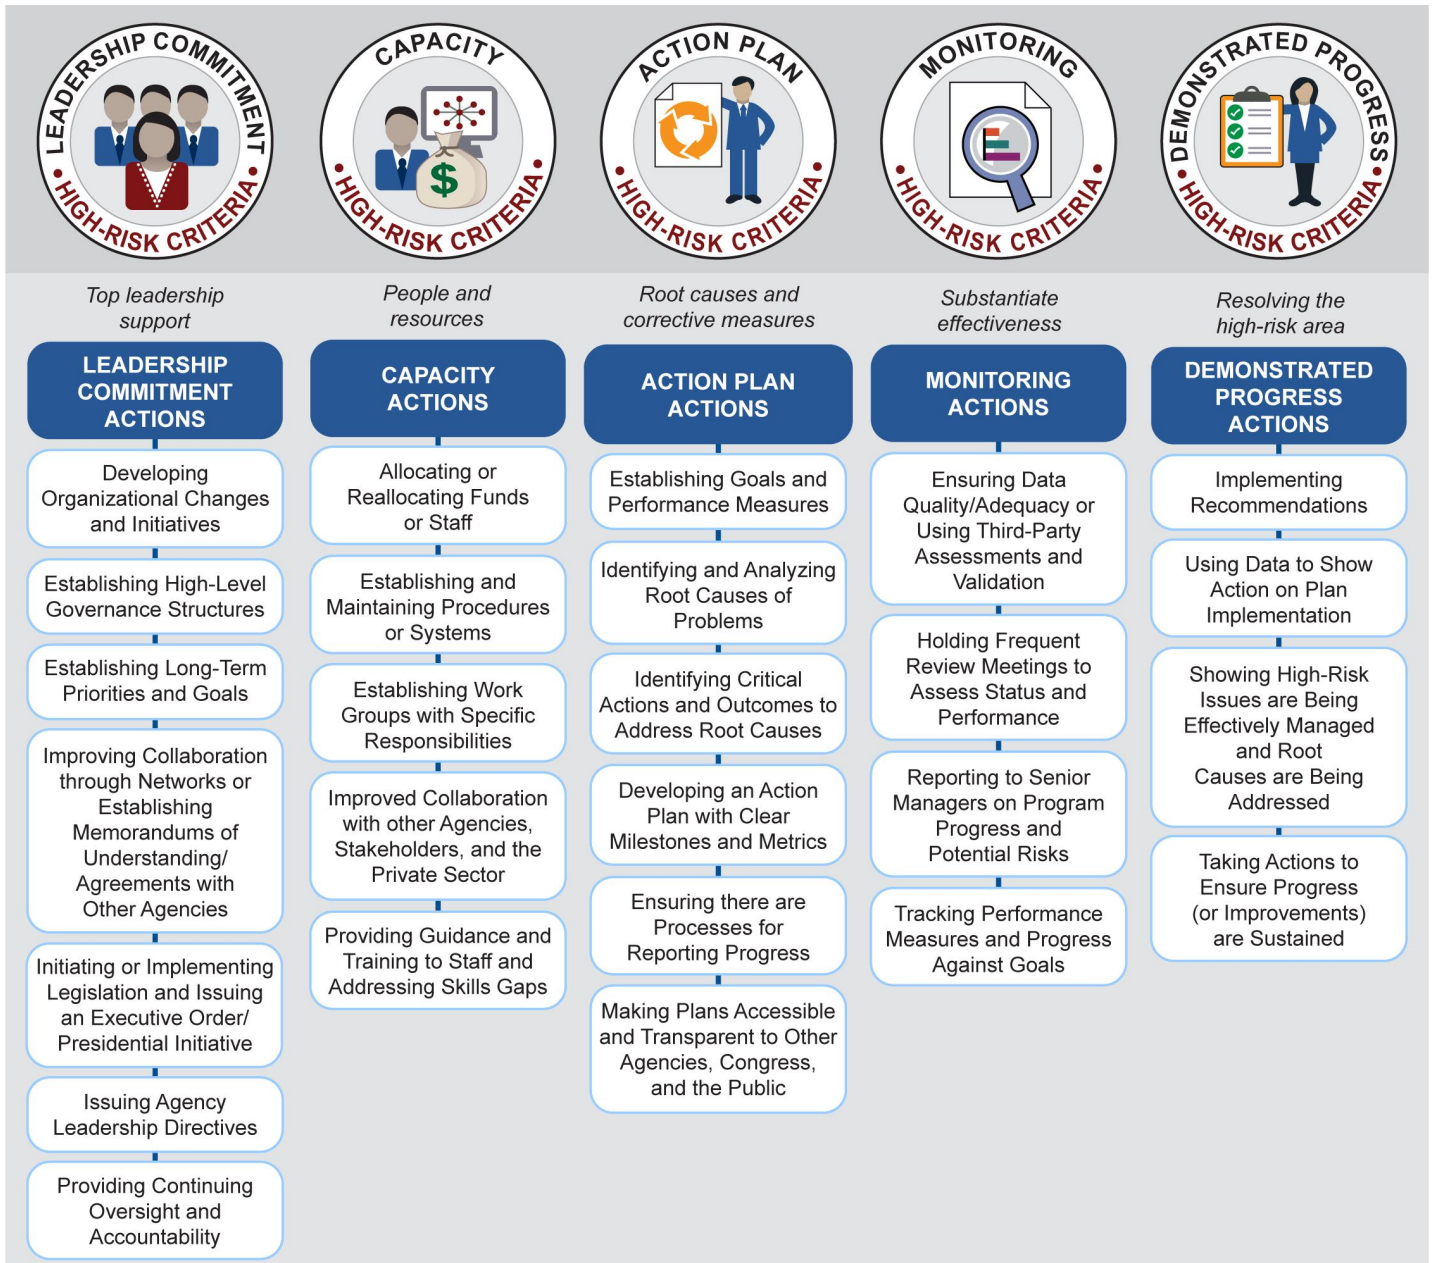 LEADERSHIP COMMITMENT
• HIGH-RISK CRITERIA •
CAPACITY
• HIGH-RISK CRITERIA •
ACTION PLAN
• HIGH-RISK CRITERIA •
MONITORING
• HIGH-RISK CRITERIA •
DEMONSTRATED PROGRESS
• HIGH-RISK CRITERIA •
$
Top leadership
support
LEADERSHIP
COMMITMENT
ACTIONS
Developing
Organizational Changes
and Initiatives
Establishing High-Level
Governance Structures
Establishing Long-Term
Priorities and Goals
Improving Collaboration
through Networks or
Establishing
Memorandums of
Understanding/
Agreements with
Other Agencies
Initiating or Implementing
Legislation and Issuing
an Executive Order/
Presidential Initiative
Issuing Agency
Leadership Directives
Providing Continuing
Oversight and
Accountability
People and
resources
CAPACITY
ACTIONS
Allocating or
Reallocating Funds
or Staff
Establishing and
Maintaining Procedures
or Systems
Establishing Work
Groups with Specific
Responsibilities
Improved Collaboration
with other Agencies,
Stakeholders, and the
Private Sector
Providing Guidance and
Training to Staff and
Addressing Skills Gaps
Root causes and
corrective measures
ACTION PLAN
ACTIONS
Establishing Goals and
Performance Measures
Identifying and Analyzing
Root Causes of
Problems
Identifying Critical
Actions and Outcomes to
Address Root Causes
Developing an Action
Plan with Clear
Milestones and Metrics
Ensuring there are
Processes for
Reporting Progress
Making Plans Accessible
and Transparent to Other
Agencies, Congress,
and the Public
Substantiate
effectiveness
MONITORING
ACTIONS
Ensuring Data
Quality/Adequacy or
Using Third-Party
Assessments and
Validation
Holding Frequent
Review Meetings to
Assess Status and
Performance
Reporting to Senior
Managers on Program
Progress and
Potential Risks
Tracking Performance
Measures and Progress
Against Goals
Resolving the
high-risk area
DEMONSTRATED
PROGRESS
ACTIONS
Implementing
Recommendations
Using Data to Show
Action on Plan
Implementation
Showing High-Risk
Issues are Being
Effectively Managed
and Root
Causes are Being
Addressed
Taking Actions to
Ensure Progress
(or Improvements)
are Sustained